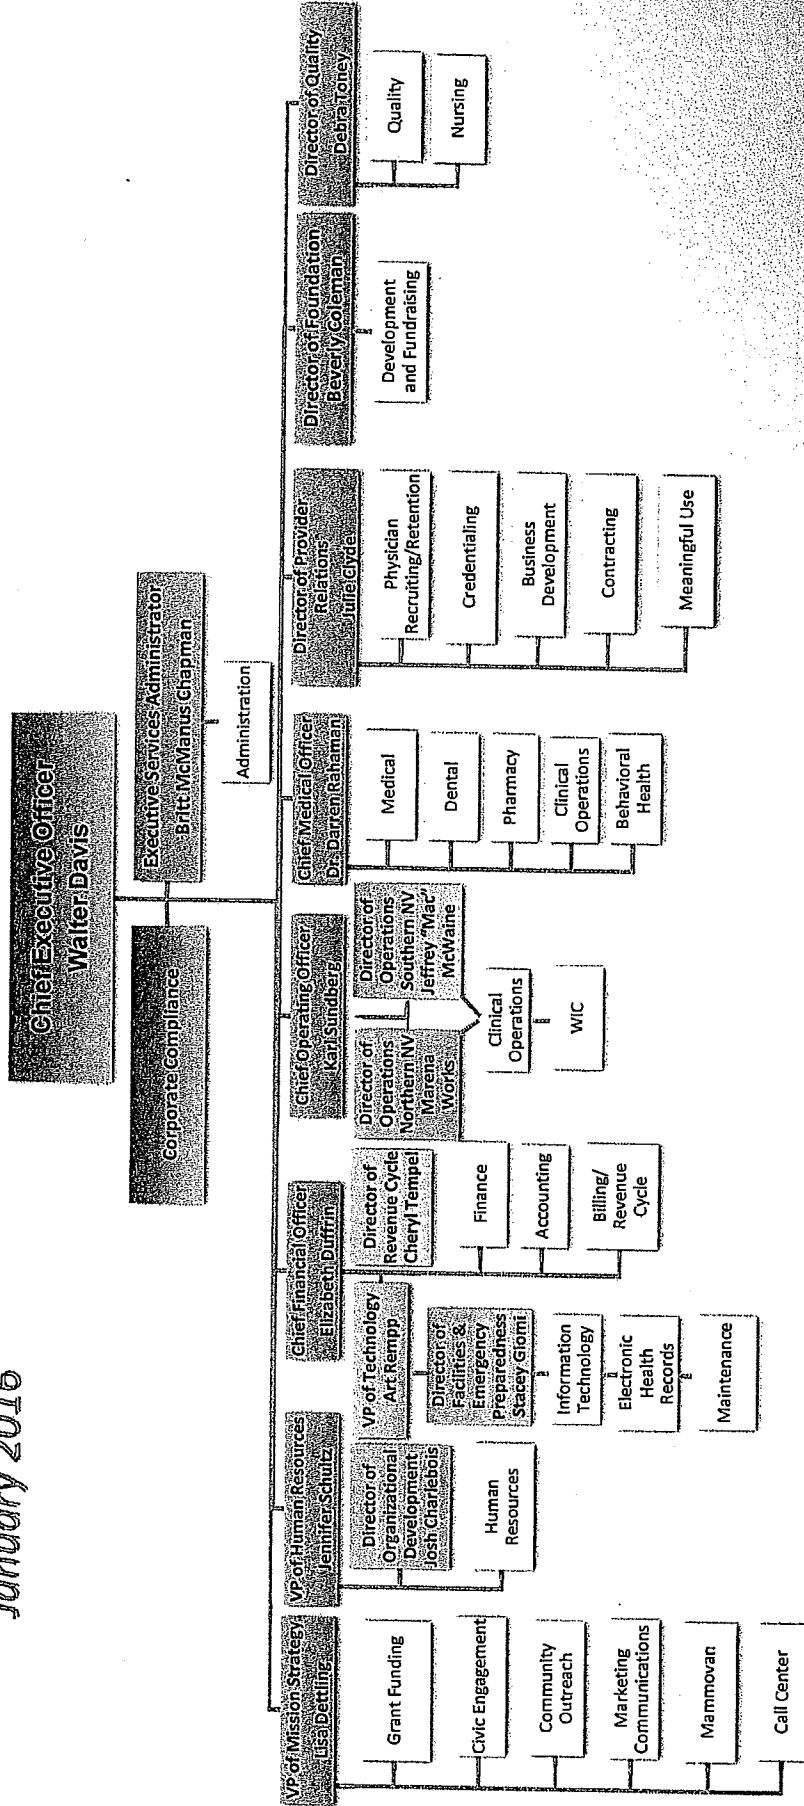 January 2016
Chief Executive Officer
Walter Davis
Corporate Compliance
Executive Services Administrator
Britt McManus Chapman
Administration
VP of Mission Strategy
Lisa Dettling
Grant Funding
Civic Engagement
Community
Outreach
Marketing
Communications
Mammovan
Call Center
VP of Human Resources
Jennifer Schultz
Director of
Organizational
Development
Josh Charlebois
Human
Resources
Chief Financial Officer
Elizabeth Duffrin
VP of Technology
Art Rempp
Director of
Facilities &
Emergency
Preparedness
Stacey Giomi
Information
Technology
Electronic
Health
Records
Maintenance
Director of
Revenue Cycle
Cheryl Tempel
Finance
Accounting
Billing/
Revenue
Cycle
Chief Operating Officer
Karl Sundberg
Director of
Operations
Northern NV
Marena
Works
Director of
Operations
Southern NV
Jeffrey “Mac”
McWaine
Clinical
Operations
WIC
Chief Medical Officer
Dr. Darren Rahaman
Medical
Dental
Pharmacy
Clinical
Operations
Behavioral
Health
Director of Provider
Relations
Julie Clyde
Physician
Recruiting/Retention
Credentialing
Business
Development
Contracting
Meaningful Use
Director of Foundation
Beverly Coleman
Development
and Fundraising
Director of Quality
Debra Toney
Quality
Nursing